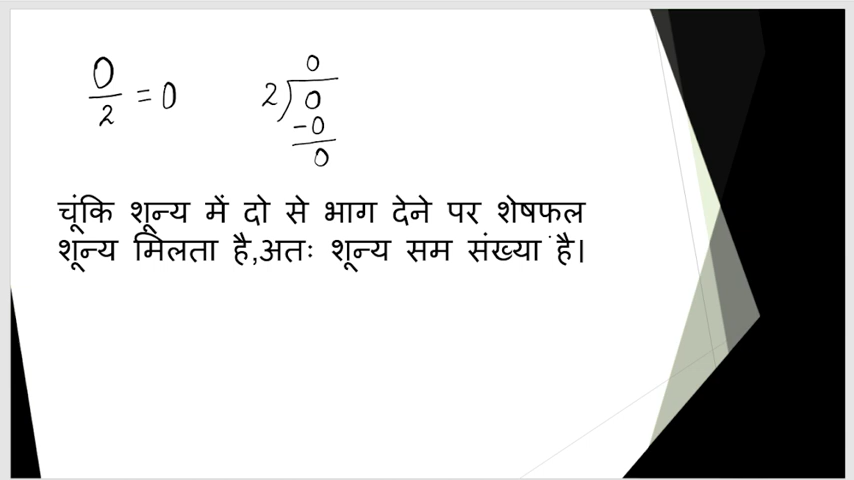 0/2 = 0
0
2)0
-0
0
चूंकि शून्य में दो से भाग देने पर शेषफल
शून्य मिलता है,अतः शून्य सम संख्या है।